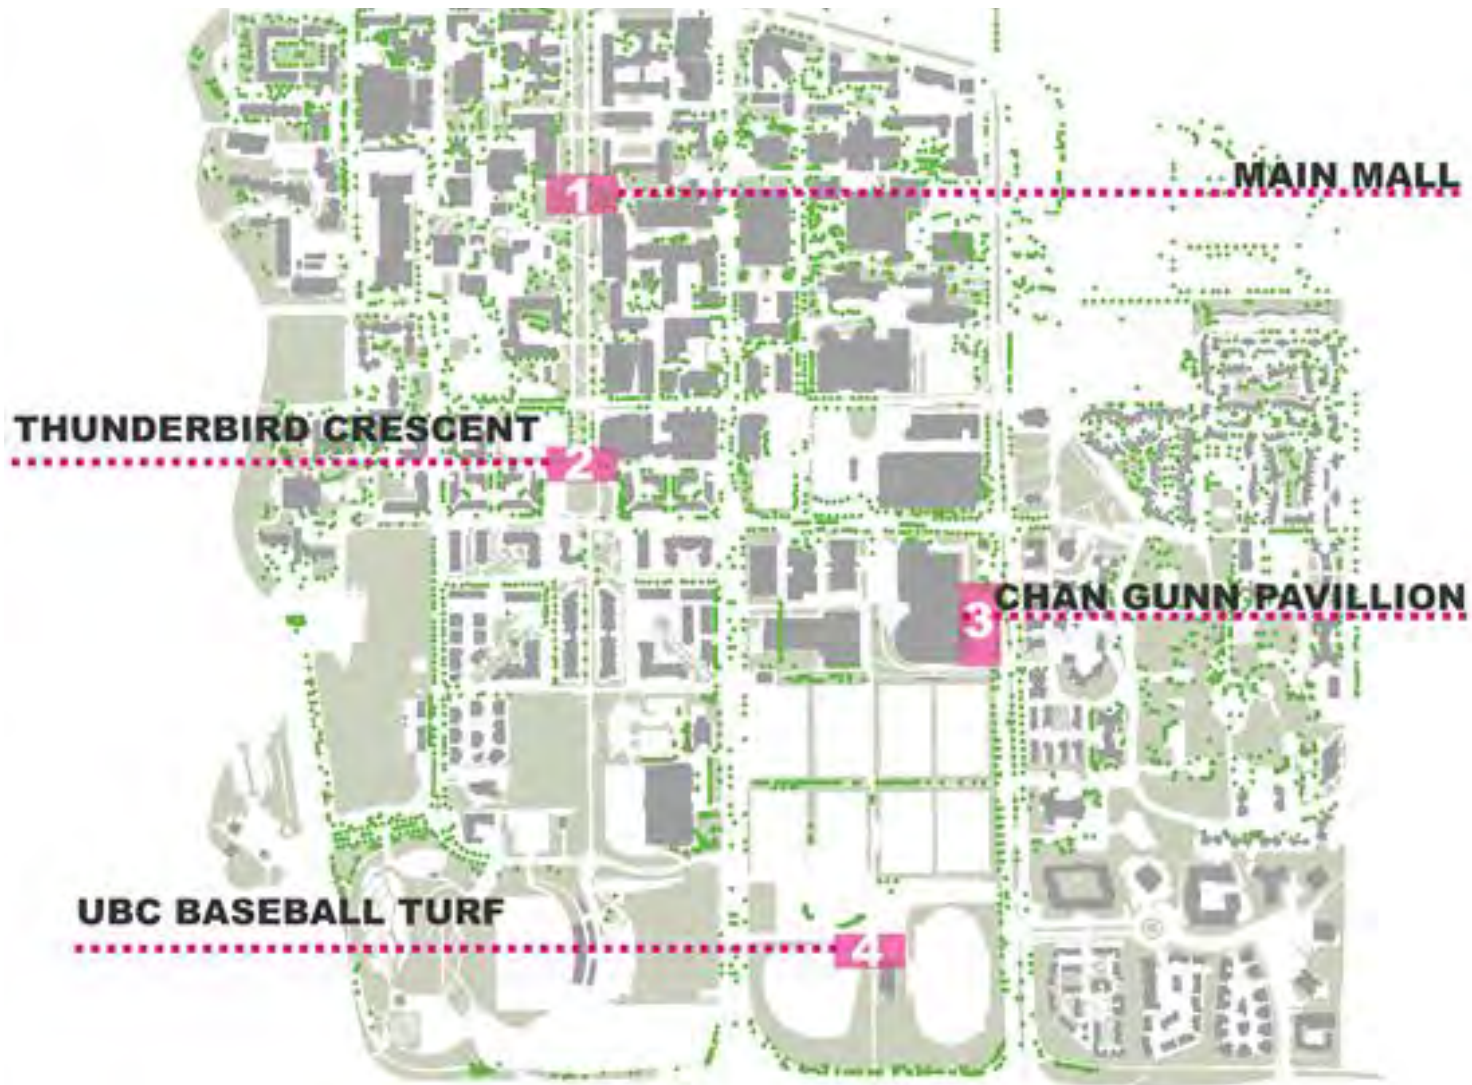 MAIN MALL
1
THUNDERBIRD CRESCENT
2
CHAN GUNN PAVILLION
3
UBC BASEBALL TURF
4